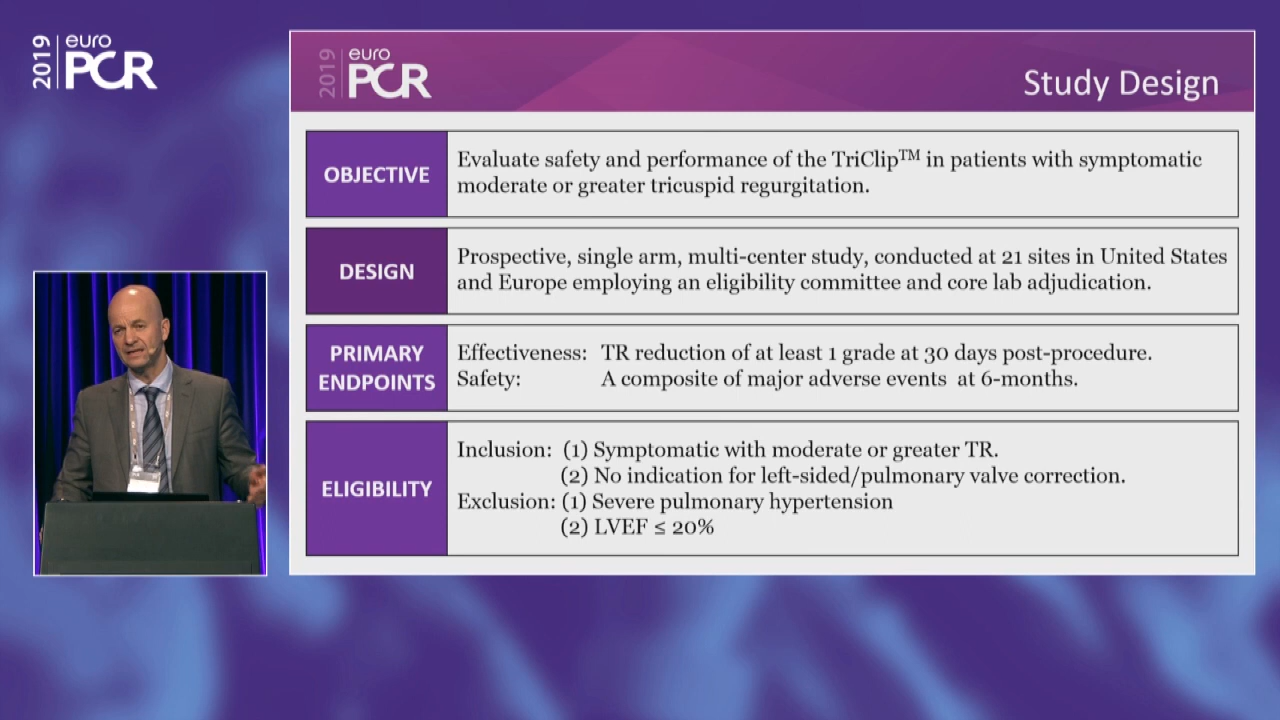 2019
euro
PCR
2019
euro
PCR
Study Design
OBJECTIVE
Evaluate safety and performance of the TriClip™ in patients with symptomatic
moderate or greater tricuspid regurgitation.
DESIGN
Prospective, single arm, multi-center study, conducted at 21 sites in United States
and Europe employing an eligibility committee and core lab adjudication.
PRIMARY
ENDPOINTS
Effectiveness: TR reduction of at least 1 grade at 30 days post-procedure.
Safety: A composite of major adverse events at 6-months.
ELIGIBILITY
Inclusion: (1) Symptomatic with moderate or greater TR.
(2) No indication for left-sided/pulmonary valve correction.
Exclusion: (1) Severe pulmonary hypertension
(2) LVEF ≤ 20%